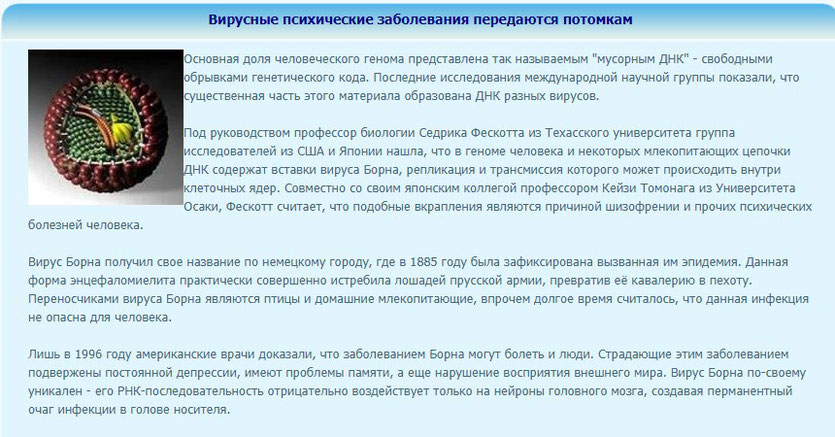 Вирусные психические заболевания передаются потомкам
Основная доля человеческого генома представлена так называемым "мусорным ДНК" - свободными
обрывками генетического кода. Последние исследования международной научной группы показали, что
существенная часть этого материала образована ДНК разных вирусов.
Под руководством профессор биологии Седрика Фескотта из Техасского университета группа
исследователей из США и Японии нашла, что в геноме человека и некоторых млекопитающих цепочки
ДНК содержат вставки вируса Борна, репликация и трансмиссия которого может происходить внутри
клеточных ядер. Совместно со своим японским коллегой профессором Кейзи Томонага из Университета
Осаки, Фескотт считает, что подобные вкрапления являются причиной шизофрении и прочих психических
болезней человека.
Вирус Борна получил свое название по немецкому городу, где в 1885 году была зафиксирована вызванная им эпидемия. Данная
форма энцефаломиелита практически совершенно истребила лошадей прусской армии, превратив её кавалерию в пехоту.
Переносчиками вируса Борна являются птицы и домашние млекопитающие, впрочем долгое время считалось, что данная инфекция
не опасна для человека.
Лишь в 1996 году американские врачи доказали, что заболеванием Борна могут болеть и люди. Страдающие этим заболеванием
подвержены постоянной депрессии, имеют проблемы памяти, а еще нарушение восприятия внешнего мира. Вирус Борна по-своему
уникален - его РНК-последовательность отрицательно воздействует только на нейроны головного мозга, создавая перманентный
очаг инфекции в голове носителя.